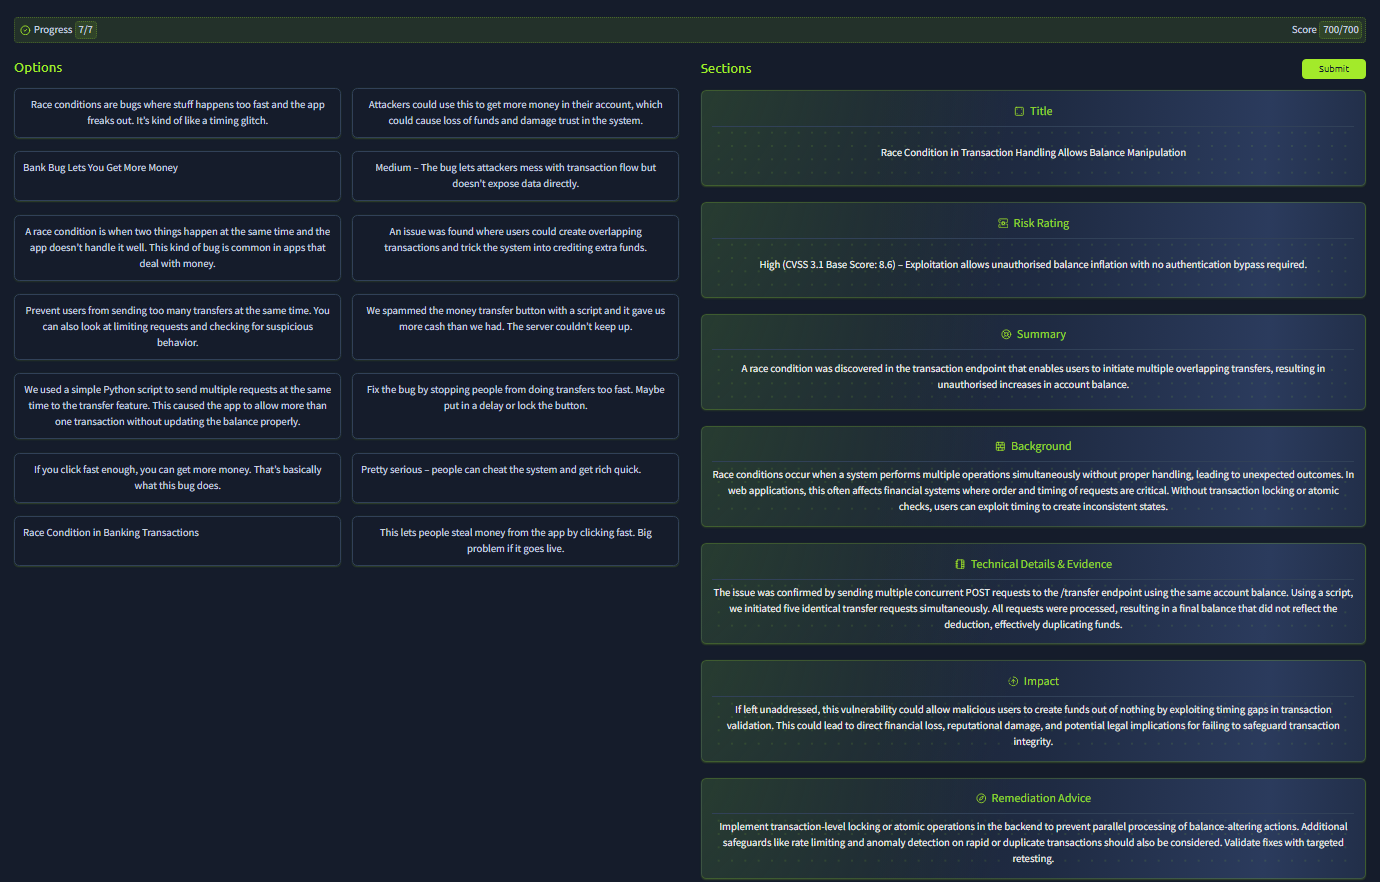 Progress 7/7
Score 700/700
Options
Race conditions are bugs where stuff happens too fast and the app
freaks out. It's kind of like a timing glitch.
Attackers could use this to get more money in their account, which
could cause loss of funds and damage trust in the system.
Bank Bug Lets You Get More Money
Medium – The bug lets attackers mess with transaction flow but
doesn't expose data directly.
A race condition is when two things happen at the same time and the
app doesn't handle it well. This kind of bug is common in apps that
deal with money.
An issue was found where users could create overlapping
transactions and trick the system into crediting extra funds.
Prevent users from sending too many transfers at the same time. You
can also look at limiting requests and checking for suspicious
behavior.
We spammed the money transfer button with a script and it gave us
more cash than we had. The server couldn't keep up.
We used a simple Python script to send multiple requests at the same
time to the transfer feature. This caused the app to allow more than
one transaction without updating the balance properly.
Fix the bug by stopping people from doing transfers too fast. Maybe
put in a delay or lock the button.
If you click fast enough, you can get more money. That's basically
what this bug does.
Pretty serious – people can cheat the system and get rich quick.
Race Condition in Banking Transactions
This lets people steal money from the app by clicking fast. Big
problem if it goes live.
Sections
Submit
Title
Race Condition in Transaction Handling Allows Balance Manipulation
Risk Rating
High (CVSS 3.1 Base Score: 8.6) – Exploitation allows unauthorised balance inflation with no authentication bypass required.
Summary
A race condition was discovered in the transaction endpoint that enables users to initiate multiple overlapping transfers, resulting in
unauthorised increases in account balance.
Background
Race conditions occur when a system performs multiple operations simultaneously without proper handling, leading to unexpected outcomes. In
web applications, this often affects financial systems where order and timing of requests are critical. Without transaction locking or atomic
checks, users can exploit timing to create inconsistent states.
Technical Details & Evidence
The issue was confirmed by sending multiple concurrent POST requests to the /transfer endpoint using the same account balance. Using a script,
we initiated five identical transfer requests simultaneously. All requests were processed, resulting in a final balance that did not reflect the
deduction, effectively duplicating funds.
Impact
If left unaddressed, this vulnerability could allow malicious users to create funds out of nothing by exploiting timing gaps in transaction
validation. This could lead to direct financial loss, reputational damage, and potential legal implications for failing to safeguard transaction
integrity.
Remediation Advice
Implement transaction-level locking or atomic operations in the backend to prevent parallel processing of balance-altering actions. Additional
safeguards like rate limiting and anomaly detection on rapid or duplicate transactions should also be considered. Validate fixes with targeted
retesting.